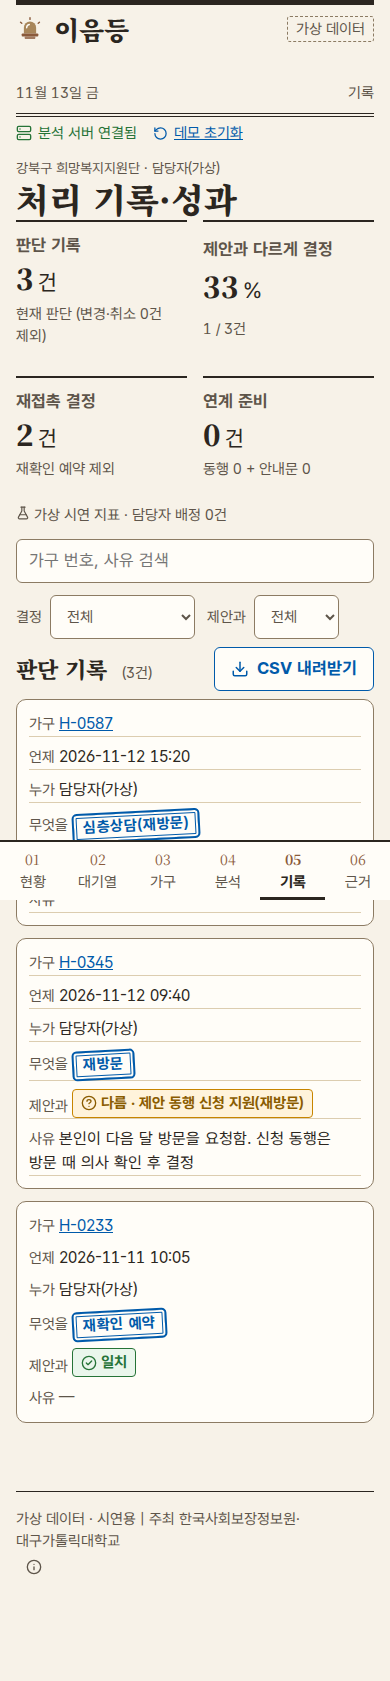 이음등
가상 데이터
11월 13일 금
기록
분석 서버 연결됨
데모 초기화
강북구 희망복지지원단 · 담당자(가상)
처리 기록·성과
판단 기록
3 건
현재 판단 (변경·취소 0건
제외)
제안과 다르게 결정
33 %
1 / 3건
재접촉 결정
2 건
재확인 예약 제외
연계 준비
0 건
동행 0 + 안내문 0
가상 시연 지표 · 담당자 배정 0건
가구 번호, 사유 검색
결정 전체 제안과 전체
판단 기록 (3건)
CSV 내려받기
가구 H-0587
언제 2026-11-12 15:20
누가 담당자(가상)
무엇을 심층상담(재방문)
01 현황
02 대기열
03 가구
04 분석
05 기록
06 근거
가구 H-0345
언제 2026-11-12 09:40
누가 담당자(가상)
무엇을 재방문
제안과 다름 · 제안 동행 신청 지원(재방문)
사유 본인이 다음 달 방문을 요청함. 신청 동행은
방문 때 의사 확인 후 결정
가구 H-0233
언제 2026-11-11 10:05
누가 담당자(가상)
무엇을 재확인 예약
제안과 일치
사유 —
가상 데이터 · 시연용 | 주최 한국사회보장정보원·
대구가톨릭대학교